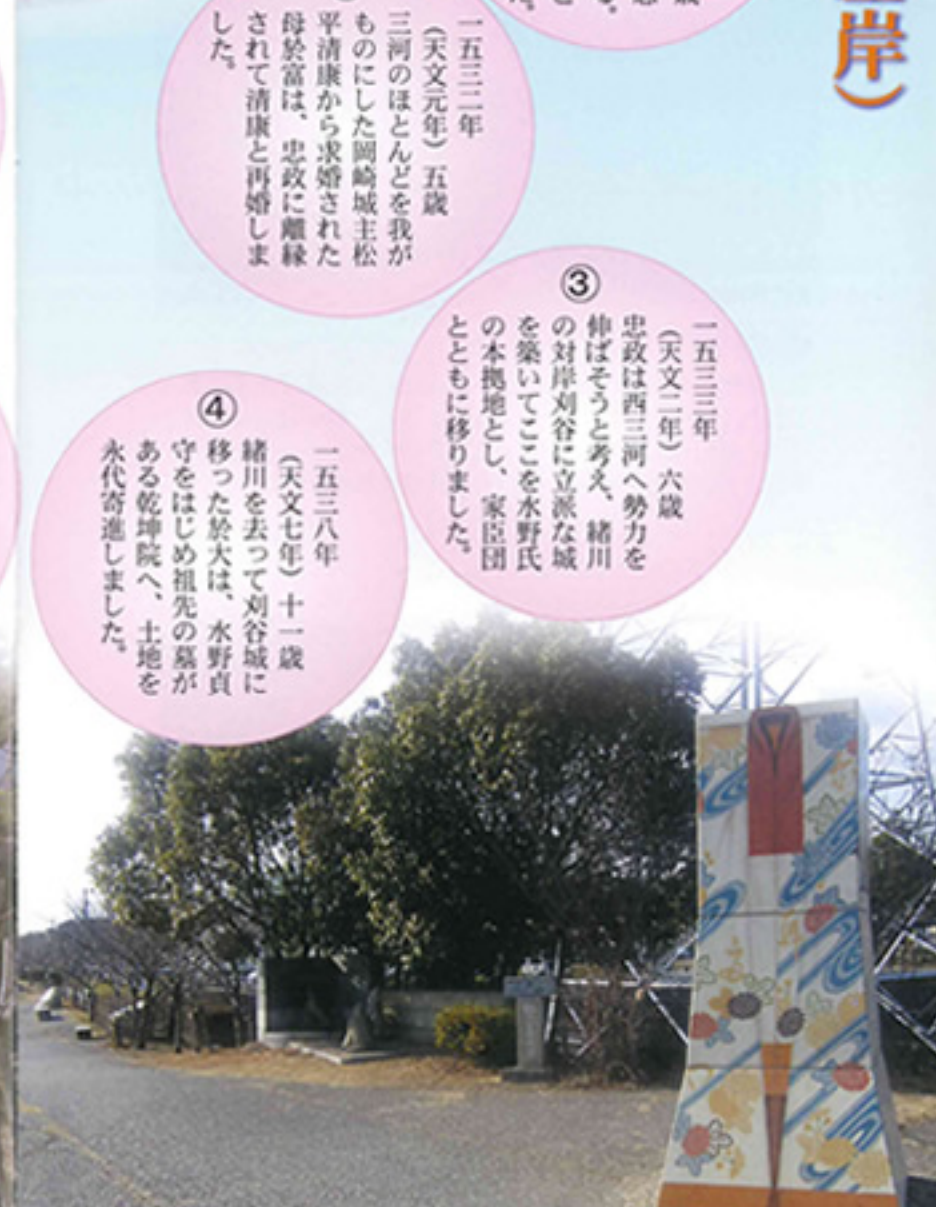 岸）
一五三二年
（天文元年）五歳
三河のほとんどを我が
ものにした岡崎城主松
平清康から求婚された
母於富は、忠政に離縁
されて清康と再婚しま
した。
③
一五三三年
（天文二年）六歳
忠政は西三河へ勢力を
伸ばそうと考え、緒川
の対岸刈谷に立派な城
を築いてここを水野氏
の本拠地とし、家臣団
とともに移りました。
④
一五三八年
（天文七年）十一歳
緒川を去って刈谷城に
移った於大は、水野貞
守をはじめ祖先の墓が
ある乾坤院へ、土地を
永代寄進しました。